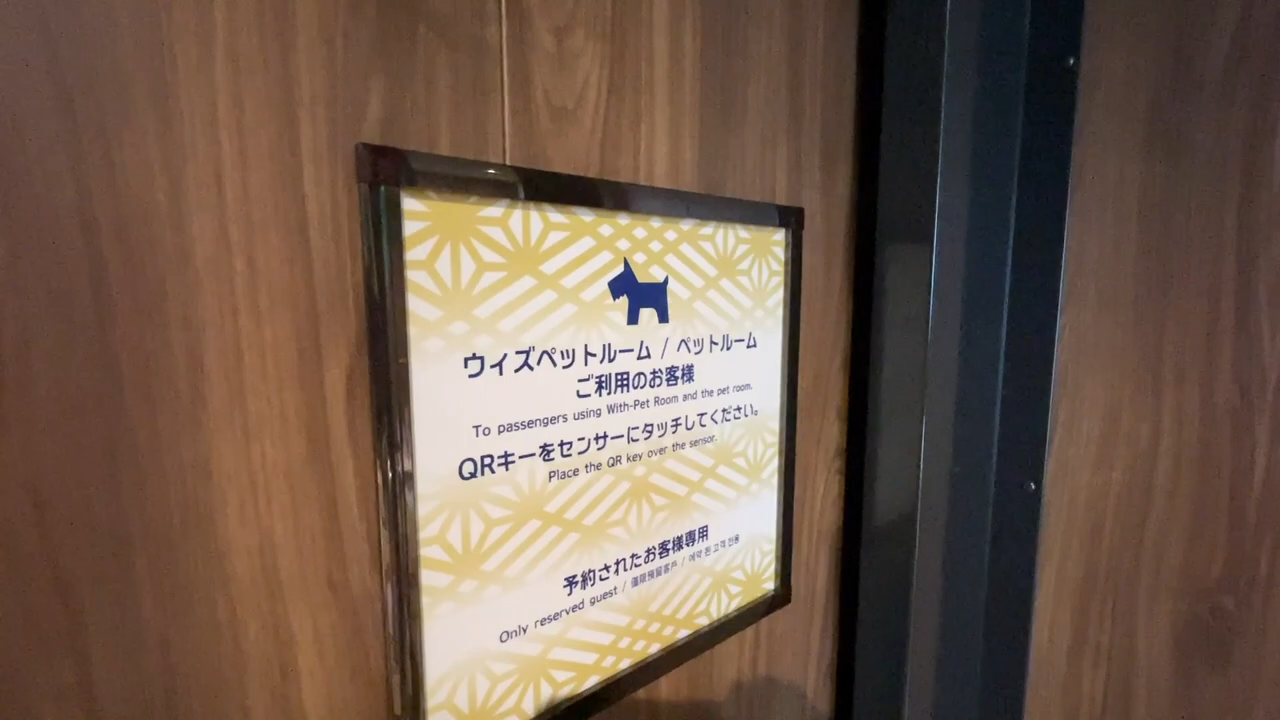 ウィズペットルーム / ペットルーム
ご利用のお客様
To passengers using With-Pet Room and the pet room.
QRキーをセンサーにタッチしてください。
Place the QR key over the sensor.
予約されたお客様専用
Only reserved guest / 僅限預留客戶 / 예약 된 고객 전용